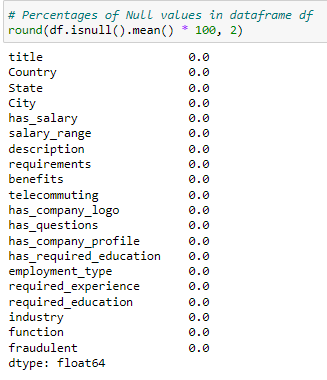 # Percentages of Null values in dataframe df
round(df.isnull().mean() * 100, 2)
title 0.0
Country 0.0
State 0.0
City 0.0
has_salary 0.0
salary_range 0.0
description 0.0
requirements 0.0
benefits 0.0
telecommuting 0.0
has_company_logo 0.0
has_questions 0.0
has_company_profile 0.0
has_required_education 0.0
employment_type 0.0
required_experience 0.0
required_education 0.0
industry 0.0
function 0.0
fraudulent 0.0
dtype: float64